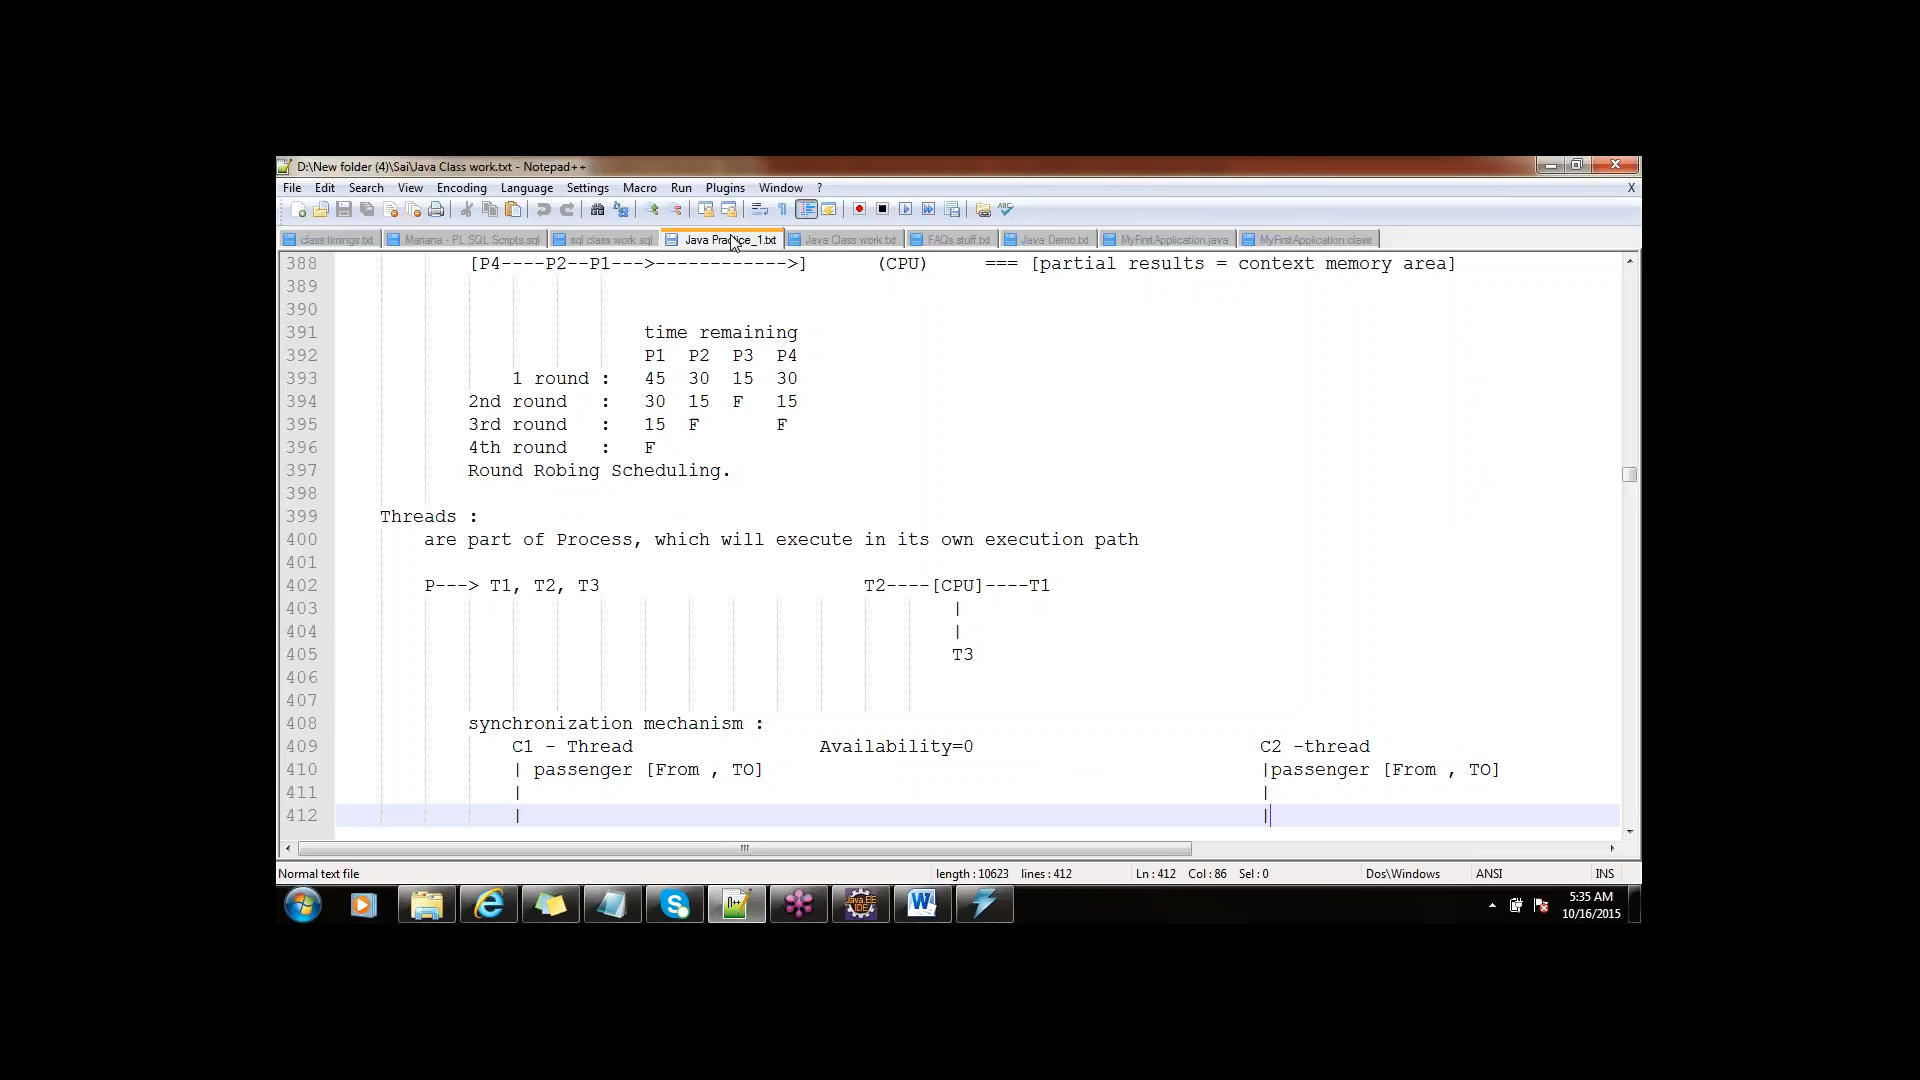 D:\New folder (4)\Sai\Java Class work.txt - Notepad++
File Edit Search View Encoding Language Settings Macro Run Plugins Window ? X
class timings.txt Mariana - PL SQL Scripts.sql sql class work.sql Java Practice_1.txt Java Class work.txt FAQs stuff.txt Java Demo.txt MyFirstApplication.java MyFirstApplication.class
388 [P4----P2--P1--->------------>] (CPU) === [partial results = context memory area]
389
390
391 time remaining
392 P1 P2 P3 P4
393 1 round : 45 30 15 30
394 2nd round : 30 15 F 15
395 3rd round : 15 F F
396 4th round : F
397 Round Robing Scheduling.
398
399 Threads :
400 are part of Process, which will execute in its own execution path
401
402 P---> T1, T2, T3 T2----[CPU]----T1
403 |
404 |
405 T3
406
407
408 synchronization mechanism :
409 C1 - Thread Availability=0 C2 -thread
410 | passenger [From , TO] |passenger [From , TO]
411 | |
412 | |
Normal text file length : 10623 lines : 412 Ln : 412 Col : 86 Sel : 0 Dos\Windows ANSI INS
Java EE IDE
5:35 AM
10/16/2015